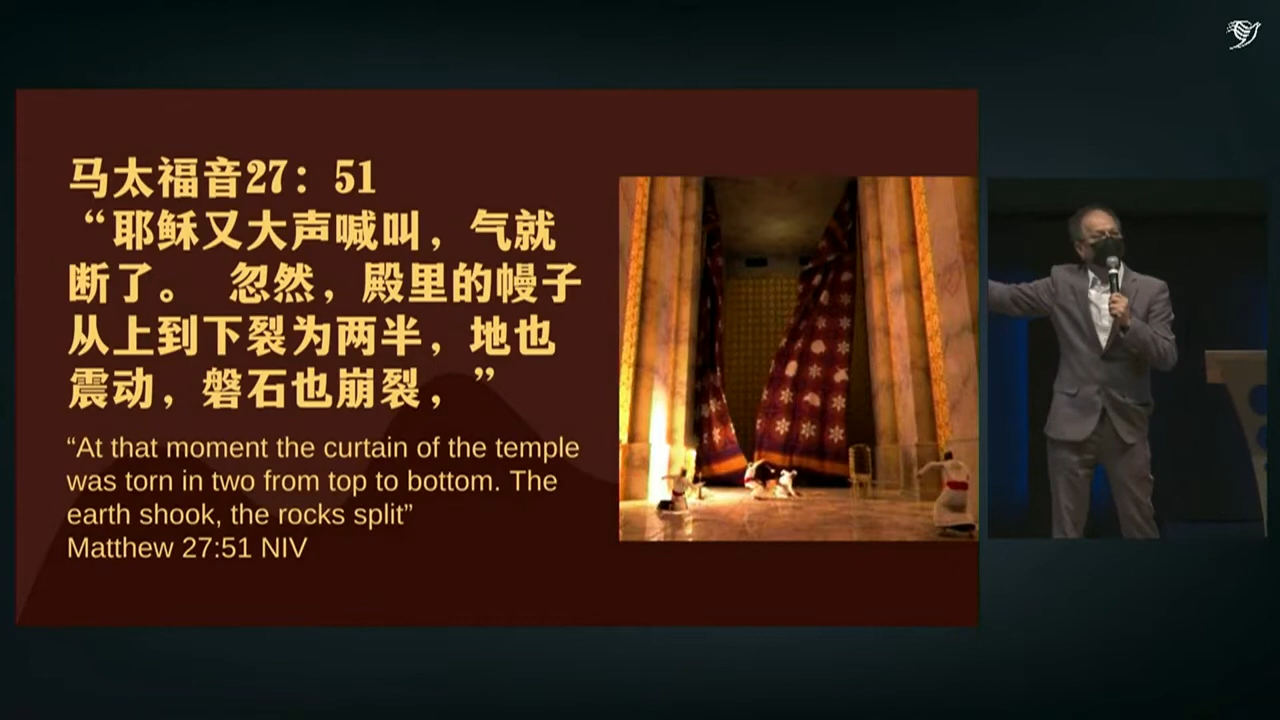 马太福音27：51
“耶稣又大声喊叫，气就
断了。 忽然，殿里的幔子
从上到下裂为两半，地也
震动，磐石也崩裂，”
“At that moment the curtain of the temple
was torn in two from top to bottom. The
earth shook, the rocks split”
Matthew 27:51 NIV